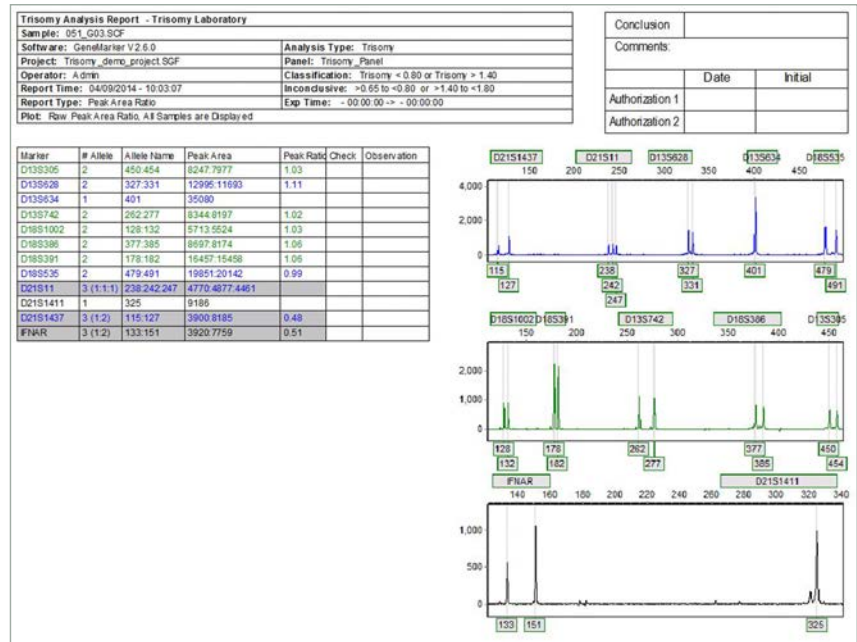 Trisomy Analysis Report - Trisomy Laboratory
Sample: 051_G03.SCF
Software: GeneMarker V2.6.0 Analysis Type: Trisomy
Project: Trisomy_demo_project.SGF Panel: Trisomy_Panel
Operator: Admin Classification: Trisomy < 0.80 or Trisomy > 1.40
Report Time: 04/09/2014 - 10:03:07 Inconclusive: >0.65 to <0.80 or >1.40 to <1.80
Report Type: Peak Area Ratio Exp Time: - 00:00:00 -> - 00:00:00
Plot: Raw Peak Area Ratio, All Samples are Displayed
Conclusion
Comments:
Date Initial
Authorization 1
Authorization 2
Marker # Allele Allele Name Peak Area Peak Ratio Check Observation
D13S305 2 450:454 8247:7977 1.03
D13S628 2 327:331 12995:11693 1.11
D13S634 1 401 35080
D13S742 2 262:277 8344:8197 1.02
D18S1002 2 128:132 5713:5524 1.03
D18S386 2 377:385 8697:8174 1.06
D18S391 2 178:182 16457:15458 1.06
D18S535 2 479:491 19851:20142 0.99
D21S11 3 (1:1:1) 238:242:247 4770:4877:4461
D21S1411 1 325 9186
D21S1437 3 (1:2) 115:127 3900:8185 0.48
IFNAR 3 (1:2) 133:151 3920:7759 0.51
D21S1437 D21S11 D13S628 D13S634 D18S535
150 200 250 300 350 400 450
4,000
2,000
0
115 238 327 401 479
127 242 331 491
247
D18S1002 D18S391 D13S742 D18S386 D13S305
150 200 250 300 350 400 450
2,000
1,000
0
128 178 262 377 450
132 182 277 385 454
IFNAR D21S1411
140 160 180 200 220 240 260 280 300 320 340
1,000
500
0
133 151 325